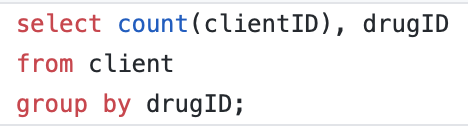 select count(clientID), drugID
from client
group by drugID;